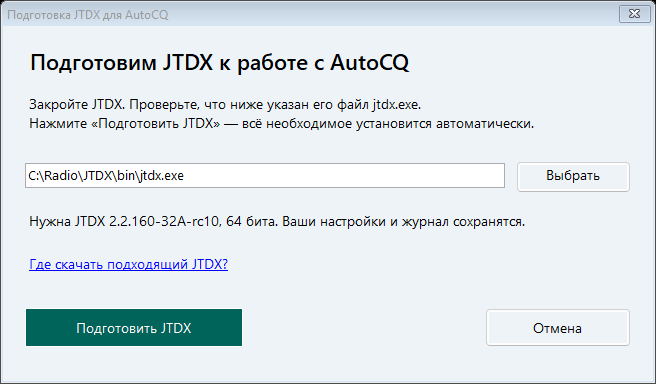 Подготовка JTDX для AutoCQ
Подготовим JTDX к работе с AutoCQ
Закройте JTDX. Проверьте, что ниже указан его файл jtdx.exe.
Нажмите «Подготовить JTDX» — всё необходимое установится автоматически.
C:\Radio\JTDX\bin\jtdx.exe
Выбрать
Нужна JTDX 2.2.160-32A-rc10, 64 бита. Ваши настройки и журнал сохранятся.
Где скачать подходящий JTDX?
Подготовить JTDX
Отмена